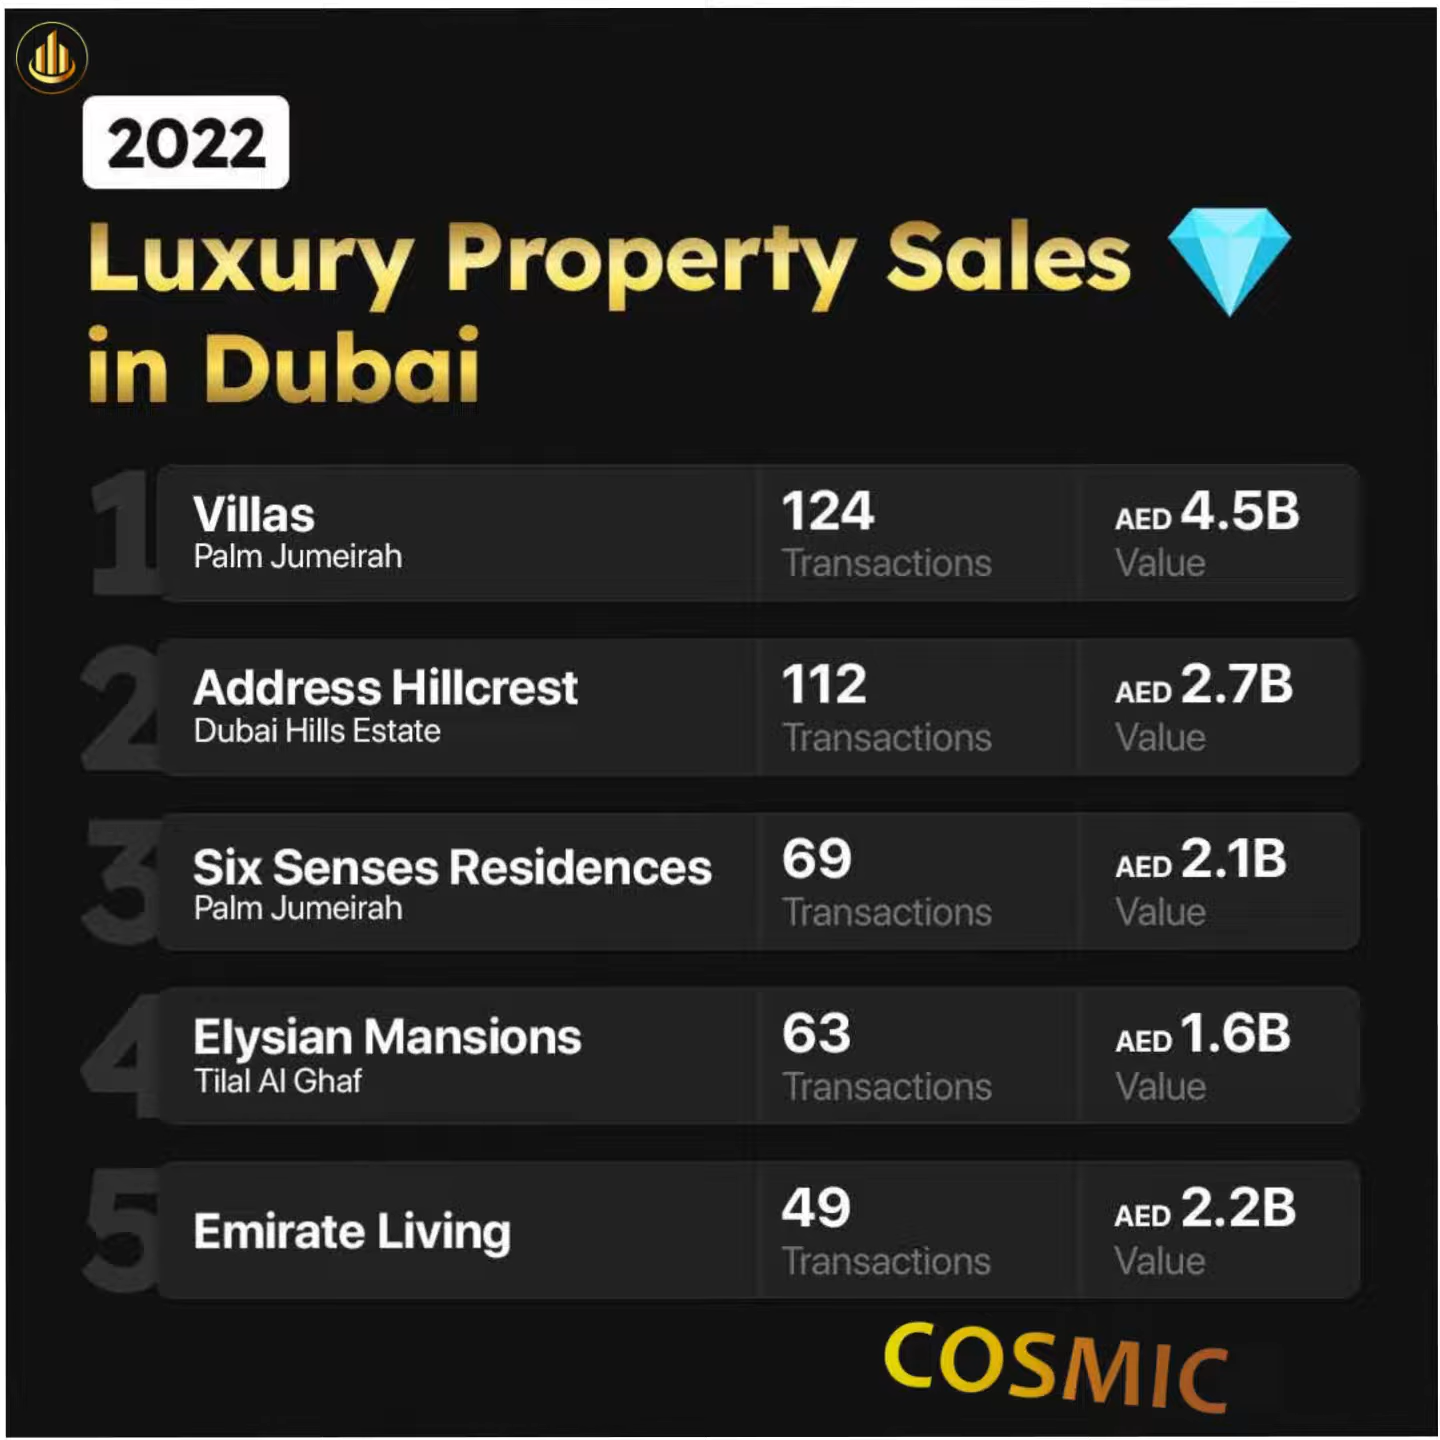 2022
Luxury Property Sales
in Dubai
1
Villas
Palm Jumeirah
124
Transactions
AED 4.5B
Value
2
Address Hillcrest
Dubai Hills Estate
112
Transactions
AED 2.7B
Value
3
Six Senses Residences
Palm Jumeirah
69
Transactions
AED 2.1B
Value
4
Elysian Mansions
Tilal Al Ghaf
63
Transactions
AED 1.6B
Value
5
Emirate Living
49
Transactions
AED 2.2B
Value
COSMIC